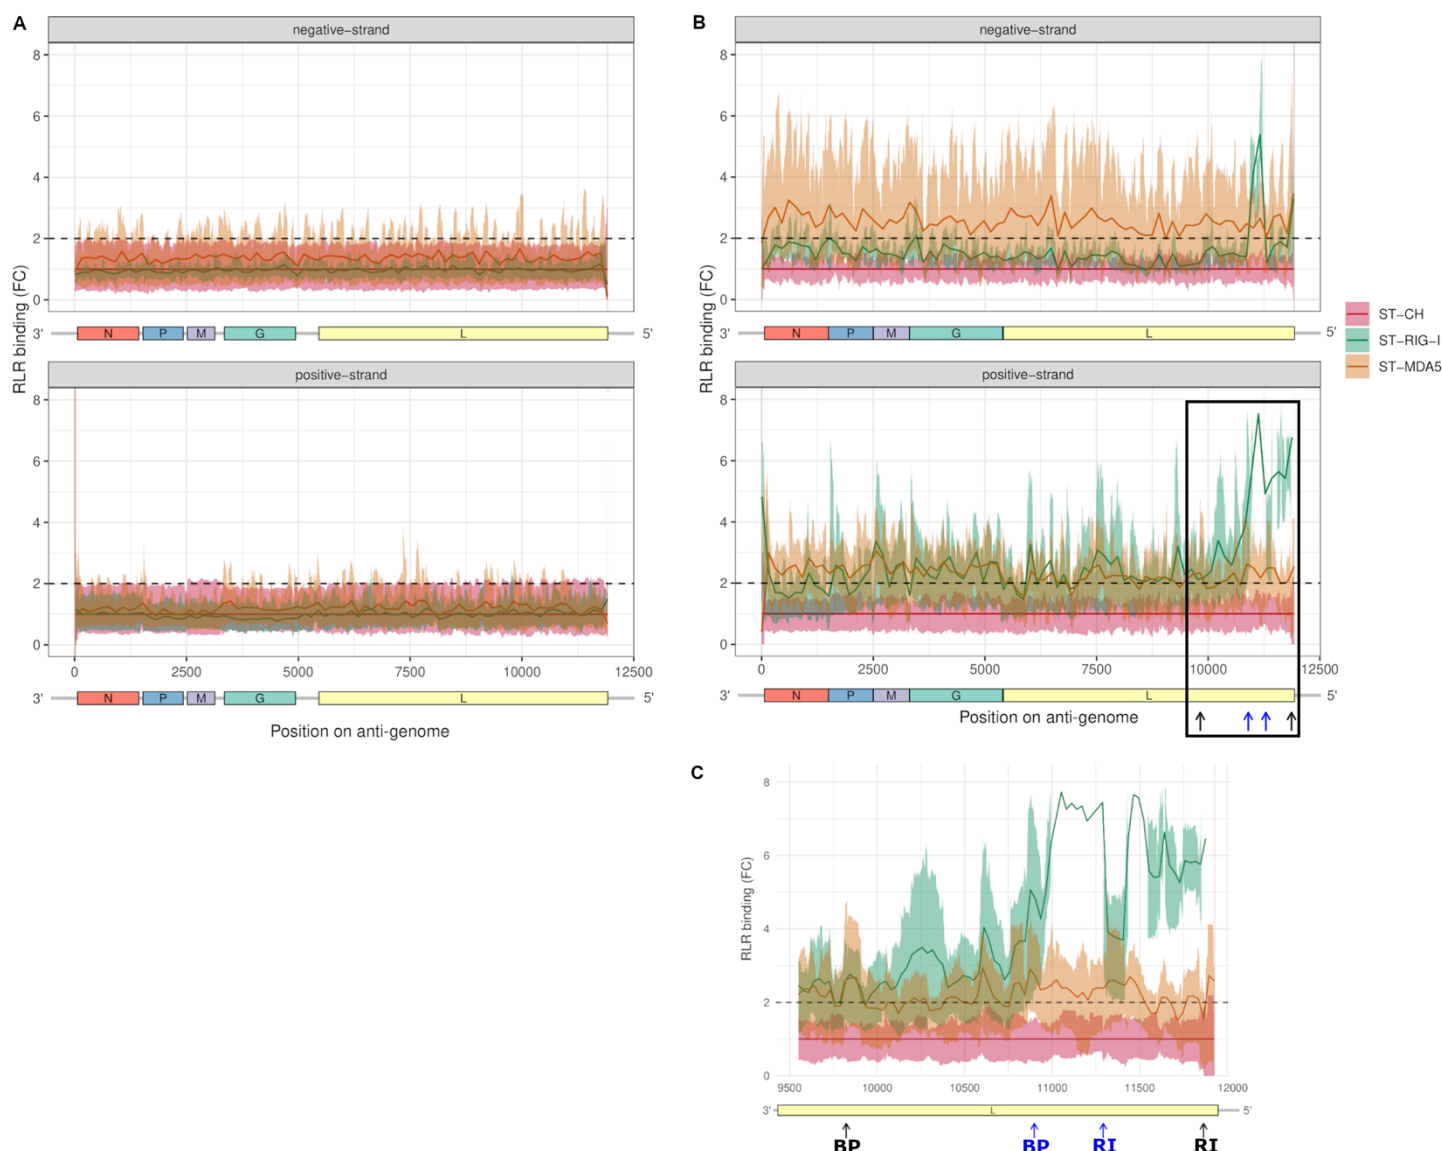 A
negative−strand
8
6
4
2
0
3'
N
P
M
G
L
5'
RLR binding (FC)
positive−strand
8
6
4
2
0
0
2500
5000
7500
10000
12500
3'
N
P
M
G
L
5'
Position on anti−genome
B
negative−strand
8
6
4
2
0
3'
N
P
M
G
L
5'
RLR binding (FC)
positive−strand
8
6
4
2
0
0
2500
5000
7500
10000
12500
3'
N
P
M
G
L
5'
Position on anti−genome
ST−CH
ST−RIG−I
ST−MDA5
C
8
6
4
2
0
RLR binding (FC)
9500
10000
10500
11000
11500
12000
3'
L
5'
BP
BP
RI
RI